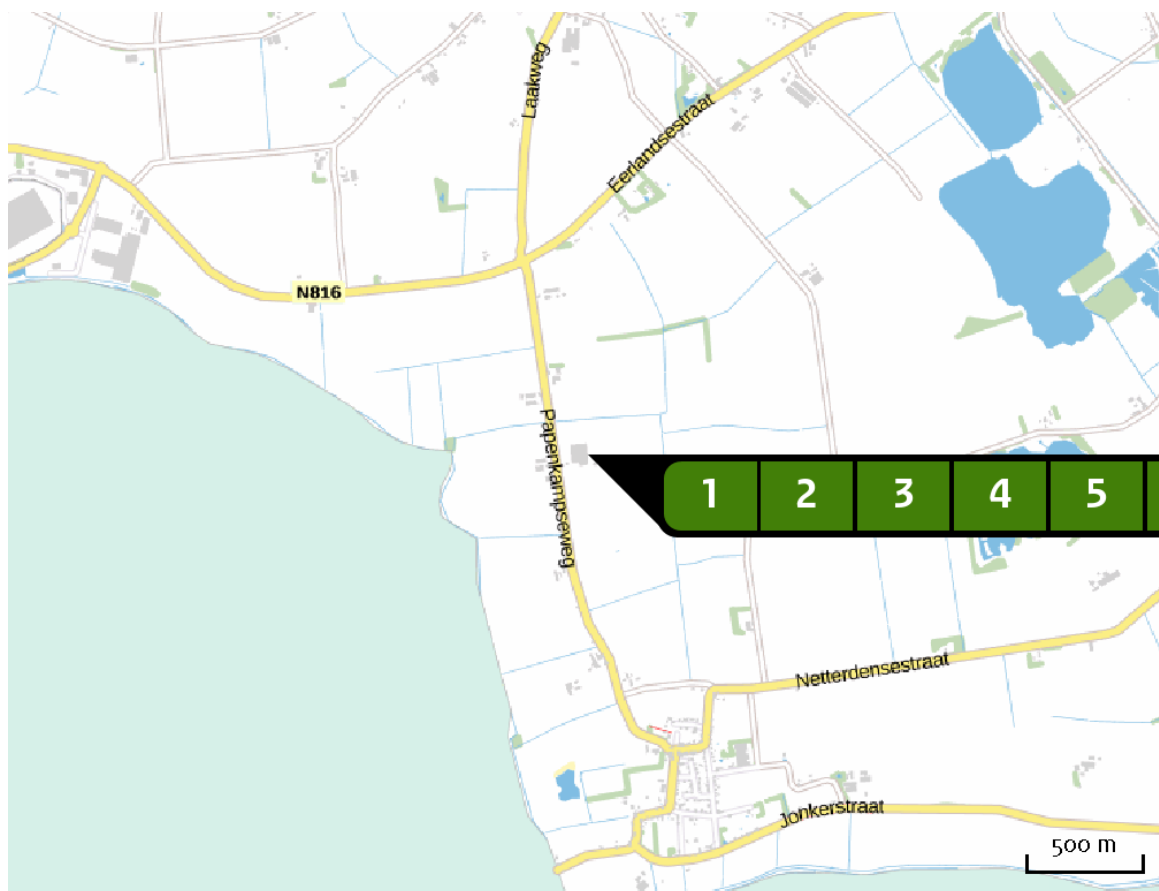 Laakweg
Eerlandsestraat
N816
Papenkampseweg
1 2 3 4 5
Netterdensestraat
Jonkerstraat
500 m